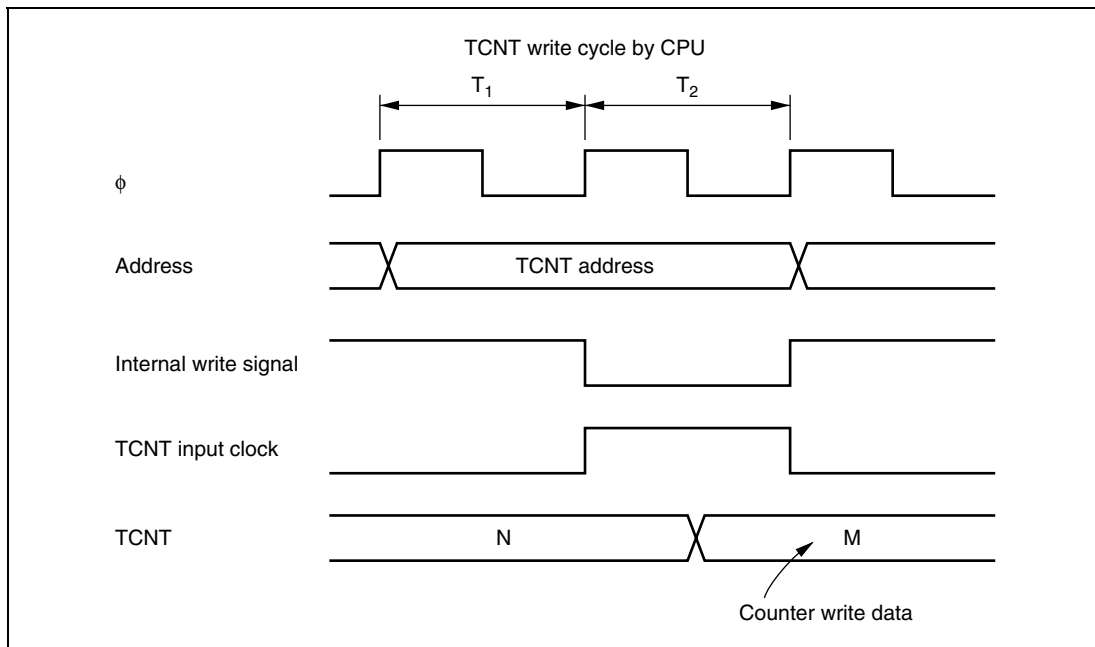 TCNT write cycle by CPU
T₁ T₂
φ
Address TCNT address
Internal write signal
TCNT input clock
TCNT N M
Counter write data